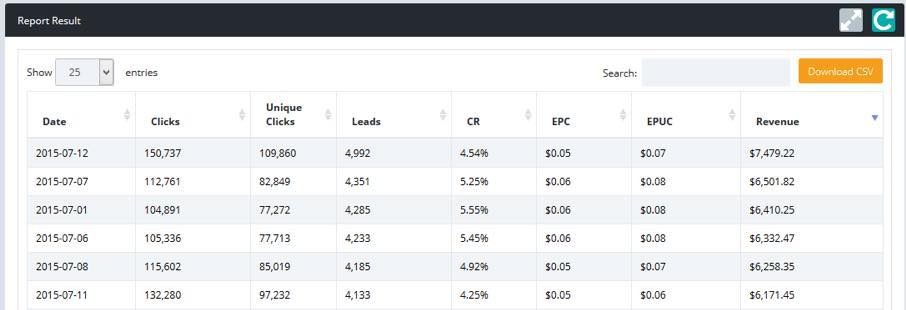 Report Result
Show 25 entries Search: Download CSV
Date Clicks Unique Clicks Leads CR EPC EPUC Revenue
2015-07-12 150,737 109,860 4,992 4.54% $0.05 $0.07 $7,479.22
2015-07-07 112,761 82,849 4,351 5.25% $0.06 $0.08 $6,501.82
2015-07-01 104,891 77,272 4,285 5.55% $0.06 $0.08 $6,410.25
2015-07-06 105,336 77,713 4,233 5.45% $0.06 $0.08 $6,332.47
2015-07-08 115,602 85,019 4,185 4.92% $0.05 $0.07 $6,258.35
2015-07-11 132,280 97,232 4,133 4.25% $0.05 $0.06 $6,171.45